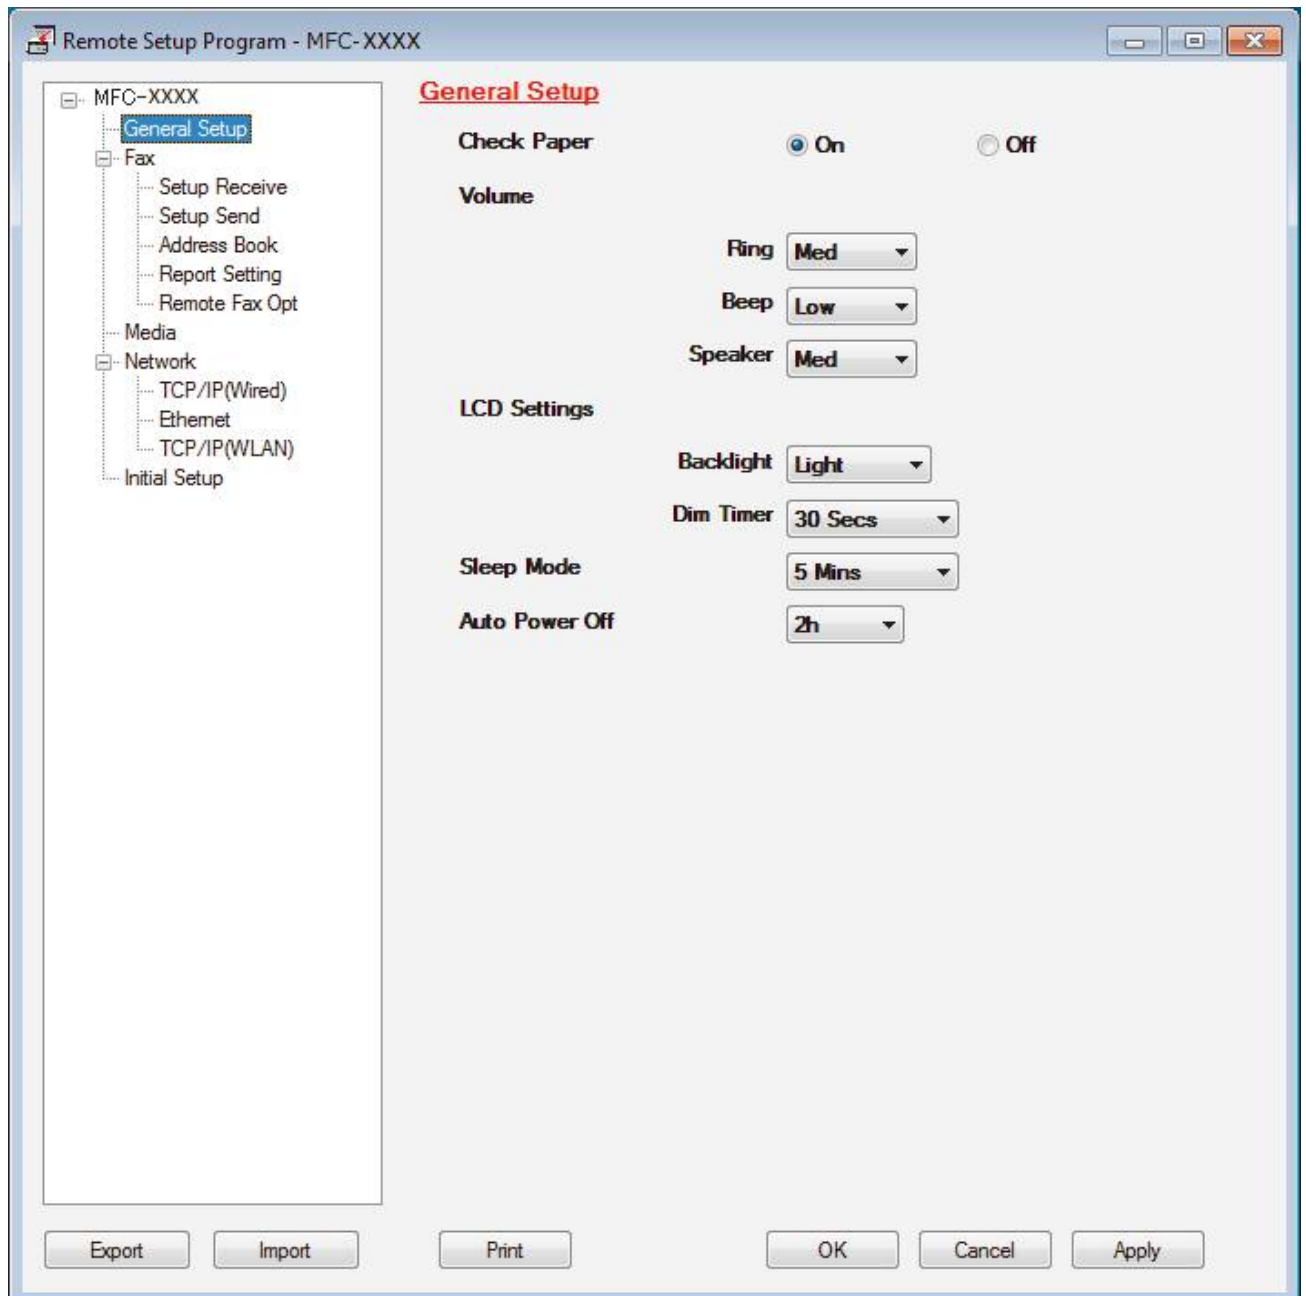 Remote Setup Program - MFC-XXXX
MFC-XXXX
General Setup
Fax
Setup Receive
Setup Send
Address Book
Report Setting
Remote Fax Opt
Media
Network
TCP/IP(Wired)
Ethernet
TCP/IP(WLAN)
Initial Setup
General Setup
Check Paper On Off
Volume
Ring Med
Beep Low
Speaker Med
LCD Settings
Backlight Light
Dim Timer 30 Secs
Sleep Mode 5 Mins
Auto Power Off 2h
Export Import Print OK Cancel Apply